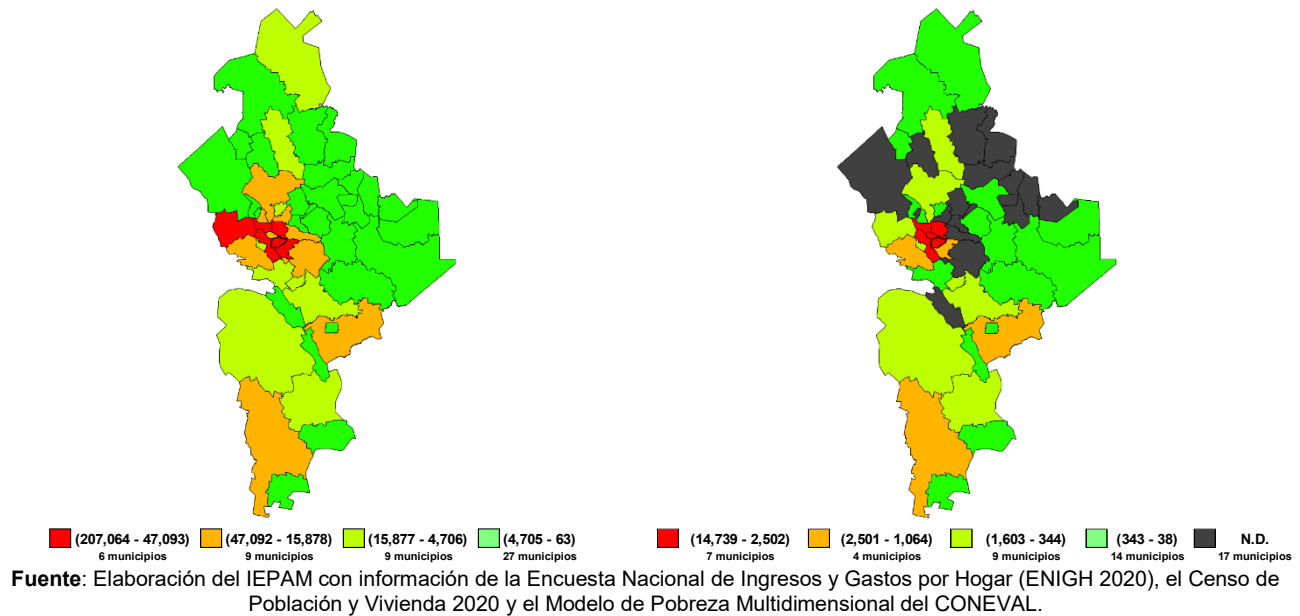 (207,064 - 47,093) (47,092 - 15,878) (15,877 - 4,706) (4,705 - 63) (14,739 - 2,502) (2,501 - 1,064) (1,603 - 344) (343 - 38) N.D.
6 municipios 9 municipios 9 municipios 27 municipios 7 municipios 4 municipios 9 municipios 14 municipios 17 municipios
Fuente: Elaboración del IEPAM con información de la Encuesta Nacional de Ingresos y Gastos por Hogar (ENIGH 2020), el Censo de
Población y Vivienda 2020 y el Modelo de Pobreza Multidimensional del CONEVAL.